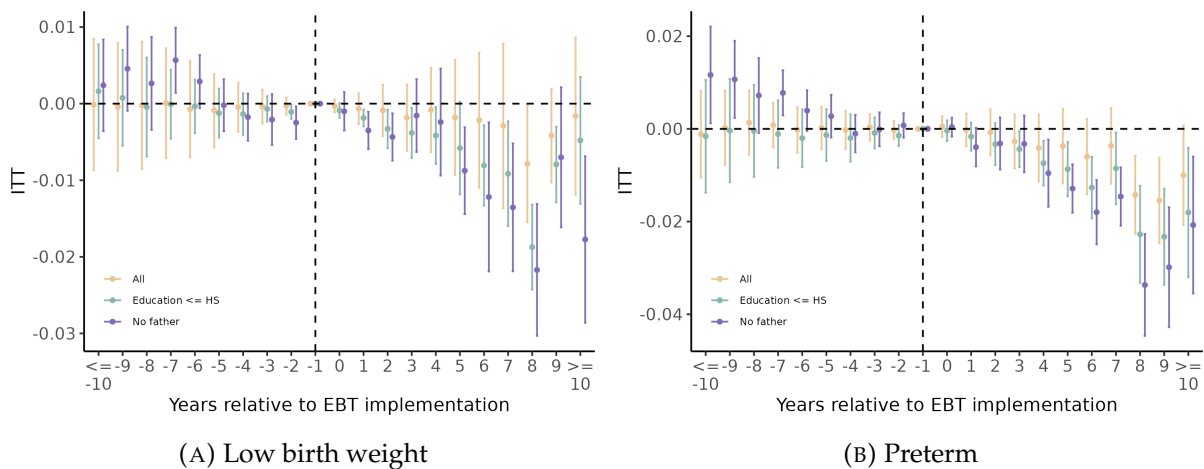 0.01
0.00
-0.01
-0.02
-0.03
ITT
All
Education <= HS
No father
<= -9 -8 -7 -6 -5 -4 -3 -2 -1 0 1 2 3 4 5 6 7 8 9 >=
-10 10
Years relative to EBT implementation
(A) Low birth weight
0.02
0.00
-0.02
-0.04
ITT
All
Education <= HS
No father
<= -9 -8 -7 -6 -5 -4 -3 -2 -1 0 1 2 3 4 5 6 7 8 9 >=
-10 10
Years relative to EBT implementation
(B) Preterm